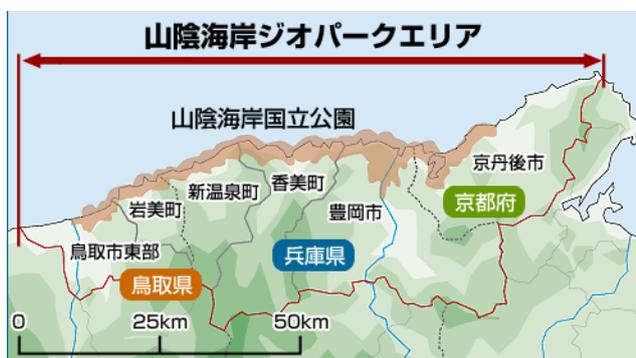 山陰海岸ジオパークエリア
山陰海岸国立公園
京丹後市
香美町
新温泉町
京都府
岩美町
豊岡市
鳥取市東部
兵庫県
鳥取県
0 25km 50km